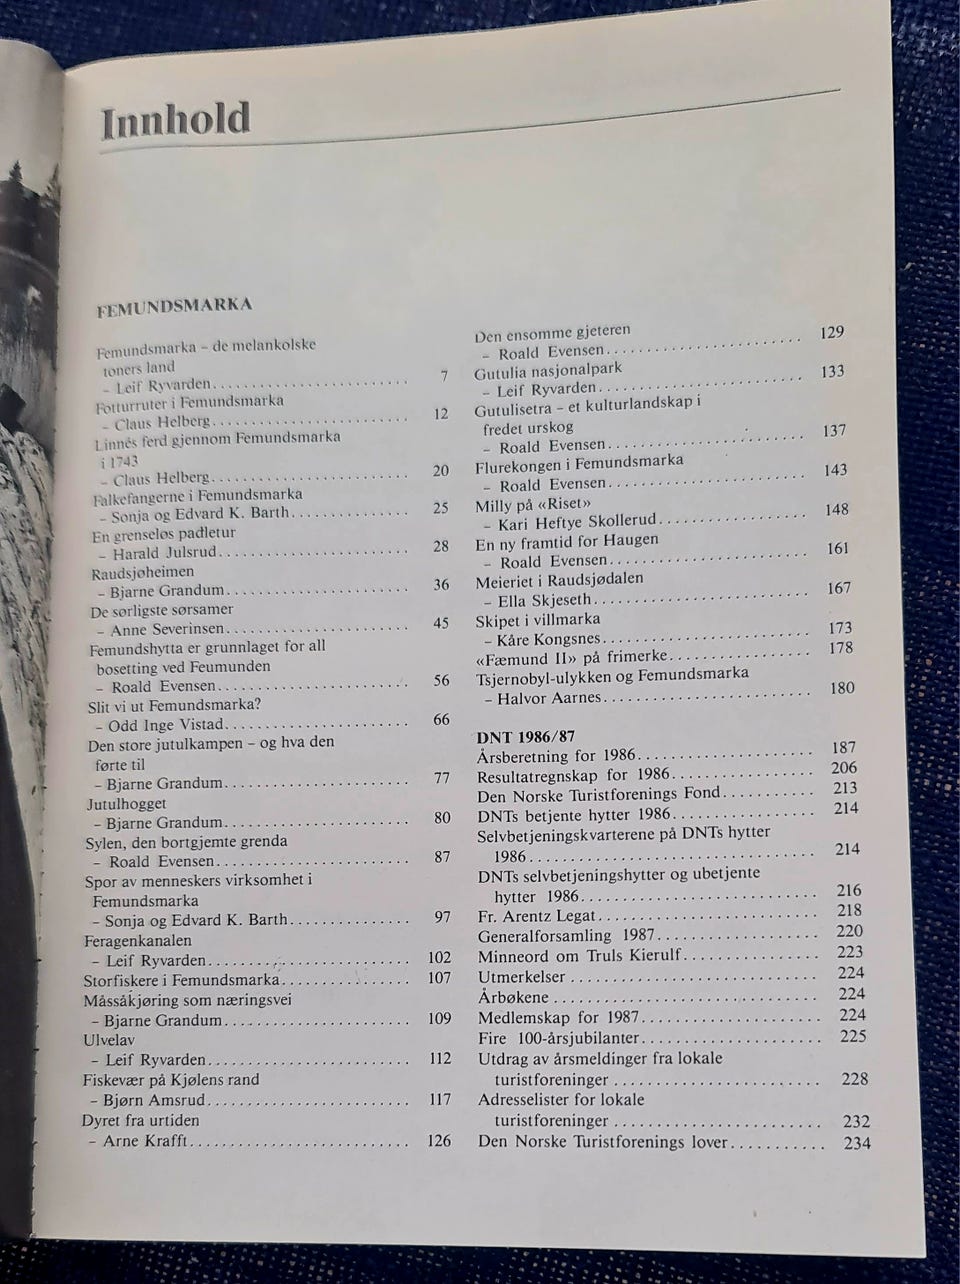 Innhold
FEMUNDSMARKA
Femundsmarka – de melankolske
toners land
– Leif Ryvarden........................ 7
Fotturruter i Femundsmarka
– Claus Helberg........................ 12
Linnés ferd gjennom Femundsmarka
i 1743
– Claus Helberg........................ 20
Falkefangerne i Femundsmarka
– Sonja og Edvard K. Barth............... 25
En grenseløs padletur
– Harald Julsrud........................ 28
Raudsjøheimen
– Bjarne Grandum....................... 36
De sørligste sørsamer
– Anne Severinsen....................... 45
Femundshytta er grunnlaget for all
bosetting ved Feumunden
– Roald Evensen........................ 56
Slit vi ut Femundsmarka?
– Odd Inge Vistad....................... 66
Den store jutulkampen – og hva den
førte til
– Bjarne Grandum....................... 77
Jutulhogget
– Bjarne Grandum....................... 80
Sylen, den bortgjemte grenda
– Roald Evensen........................ 87
Spor av menneskers virksomhet i
Femundsmarka
– Sonja og Edvard K. Barth............... 97
Feragenkanalen
– Leif Ryvarden......................... 102
Storfiskere i Femundsmarka................ 107
Måssåkjøring som næringsvei
– Bjarne Grandum....................... 109
Ulvelav
– Leif Ryvarden......................... 112
Fiskevær på Kjølens rand
– Bjørn Amsrud......................... 117
Dyret fra urtiden
– Arne Krafft........................... 126
Den ensomme gjeteren
– Roald Evensen........................ 129
Gutulia nasjonalpark
– Leif Ryvarden......................... 133
Gutulisetra – et kulturlandskap i
fredet urskog
– Roald Evensen........................ 137
Flurekongen i Femundsmarka
– Roald Evensen........................ 143
Milly på «Riset»
– Kari Heftye Skollerud.................. 148
En ny framtid for Haugen
– Roald Evensen........................ 161
Meieriet i Raudsjødalen
– Ella Skjeseth.......................... 167
Skipet i villmarka
– Kåre Kongsnes......................... 173
«Fæmund II» på frimerke................. 178
Tsjernobyl-ulykken og Femundsmarka
– Halvor Aarnes......................... 180
DNT 1986/87
Årsberetning for 1986...................... 187
Resultatregnskap for 1986.................. 206
Den Norske Turistforenings Fond........... 213
DNTs betjente hytter 1986.................. 214
Selvbetjeningskvarterene på DNTs hytter
1986.................................... 214
DNTs selvbetjeningshytter og ubetjente
hytter 1986.............................. 216
Fr. Arentz Legat........................... 218
Generalforsamling 1987.................... 220
Minneord om Truls Kierulf................. 223
Utmerkelser ............................... 224
Årbøkene ................................. 224
Medlemskap for 1987...................... 224
Fire 100-årsjubilanter...................... 225
Utdrag av årsmeldinger fra lokale
turistforeninger .......................... 228
Adresselister for lokale
turistforeninger .......................... 232
Den Norske Turistforenings lover............ 234